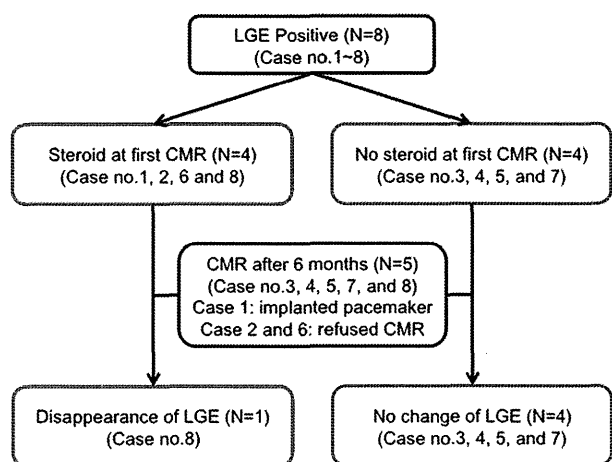 LGE Positive (N=8)
(Case no.1~8)
Steroid at first CMR (N=4)
(Case no.1, 2, 6 and 8)
No steroid at first CMR (N=4)
(Case no.3, 4, 5, and 7)
CMR after 6 months (N=5)
(Case no.3, 4, 5, 7, and 8)
Case 1: implanted pacemaker
Case 2 and 6: refused CMR
Disappearance of LGE (N=1)
(Case no.8)
No change of LGE (N=4)
(Case no.3, 4, 5, and 7)